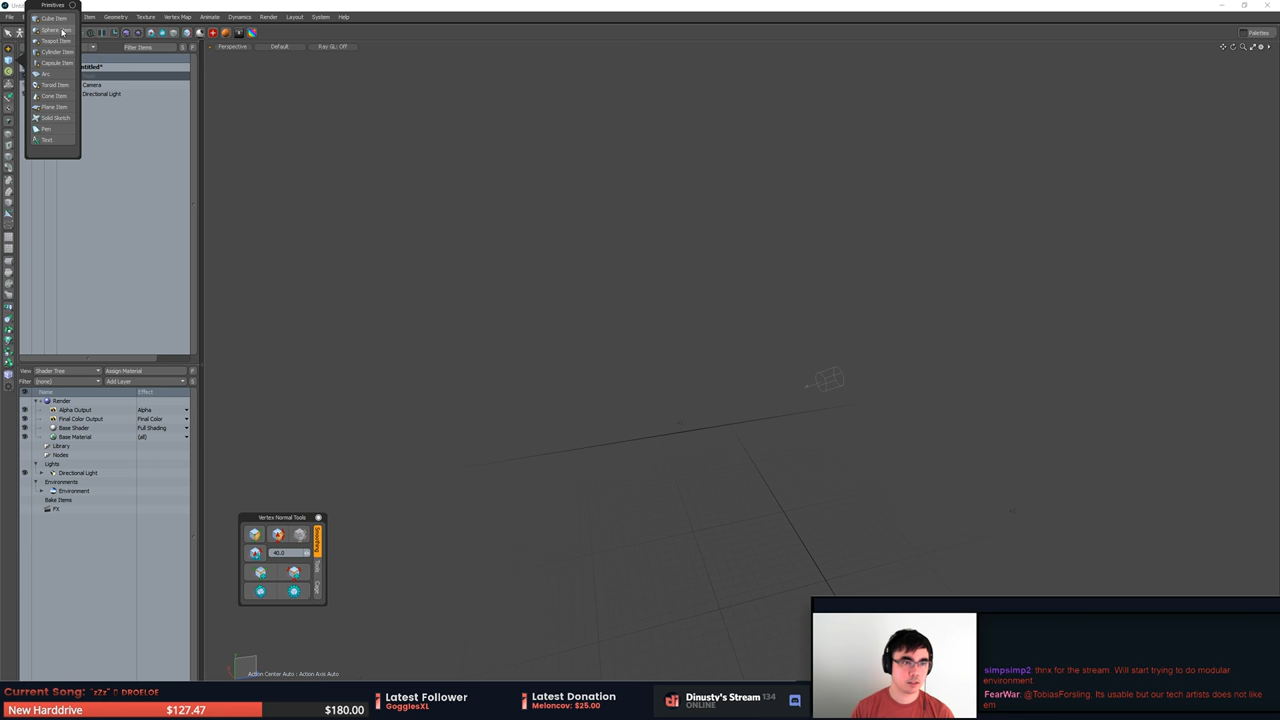 Primitives
Cube Item
Sphere Item
Teapot Item
Cylinder Item
Capsule Item
Arc
Toroid Item
Cone Item
Plane Item
Solid Sketch
Pen
Text
Item
Geometry
Texture
Vertex Map
Animate
Dynamics
Render
Layout
System
Help
Palettes
Filter Items
S
F
Perspective
Default
Ray GL: Off
Camera
Directional Light
View
Shader Tree
Assign Material
F
Filter
(none)
Add Layer
S
Name
Effect
Render
Alpha Output
Alpha
Final Color Output
Final Color
Base Shader
Full Shading
Base Material
(all)
Library
Nodes
Lights
Directional Light
Environments
Environment
Bake Items
FX
Vertex Normal Tools
40.0
Smoothing
Tools
Cage
Action Center Auto : Action Axis Auto
simpsimp2: thnx for the stream. Will start trying to do modular
environment
FearWar: @TobiasForsling. Its usable but our tech artists does not like
em
Current Song: "zZz" DROELOE
New Harddrive
$127.47
$180.00
Latest Follower
GogglesXL
Latest Donation
Meloncov: $25.00
Dinusty's Stream 134
ONLINE